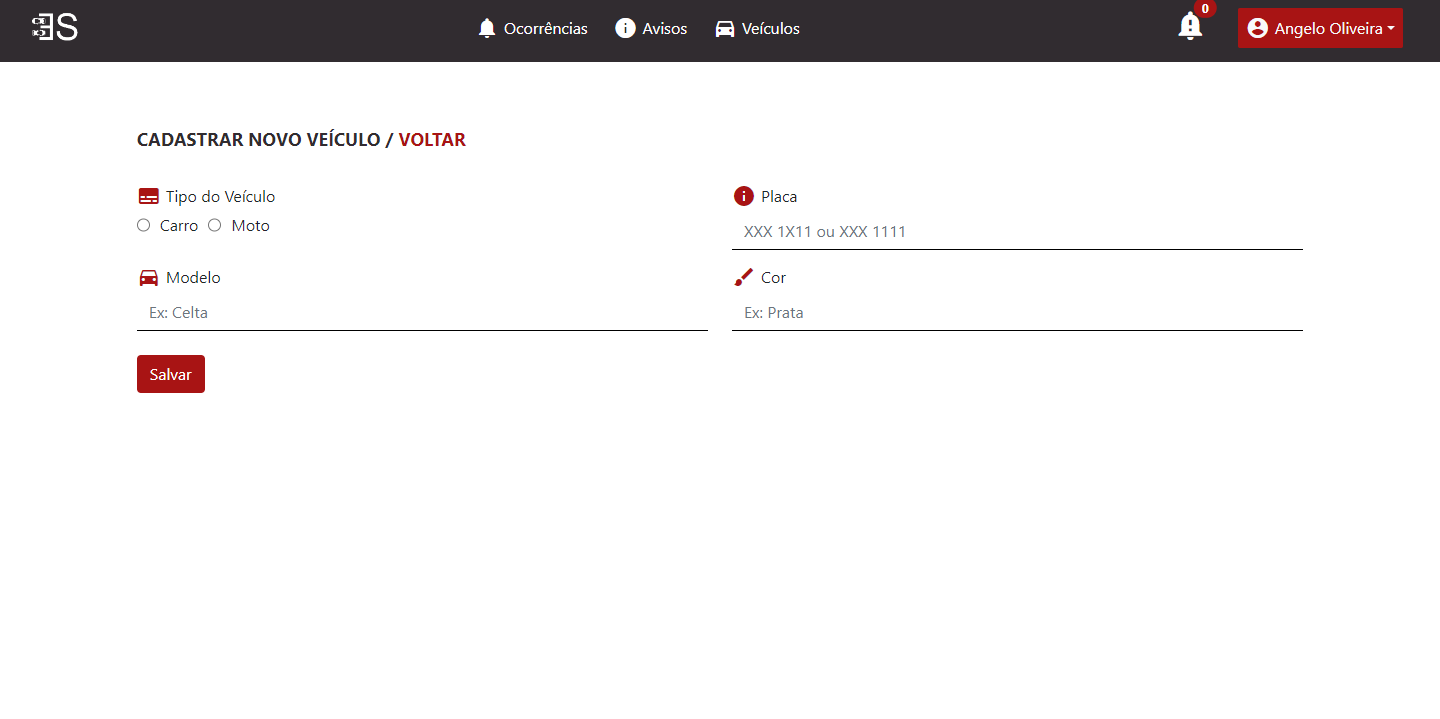 ES
Ocorrências
Avisos
Veículos
0
Angelo Oliveira
CADASTRAR NOVO VEÍCULO / VOLTAR
Tipo do Veículo
Carro
Moto
Placa
XXX 1X11 ou XXX 1111
Modelo
Ex: Celta
Cor
Ex: Prata
Salvar